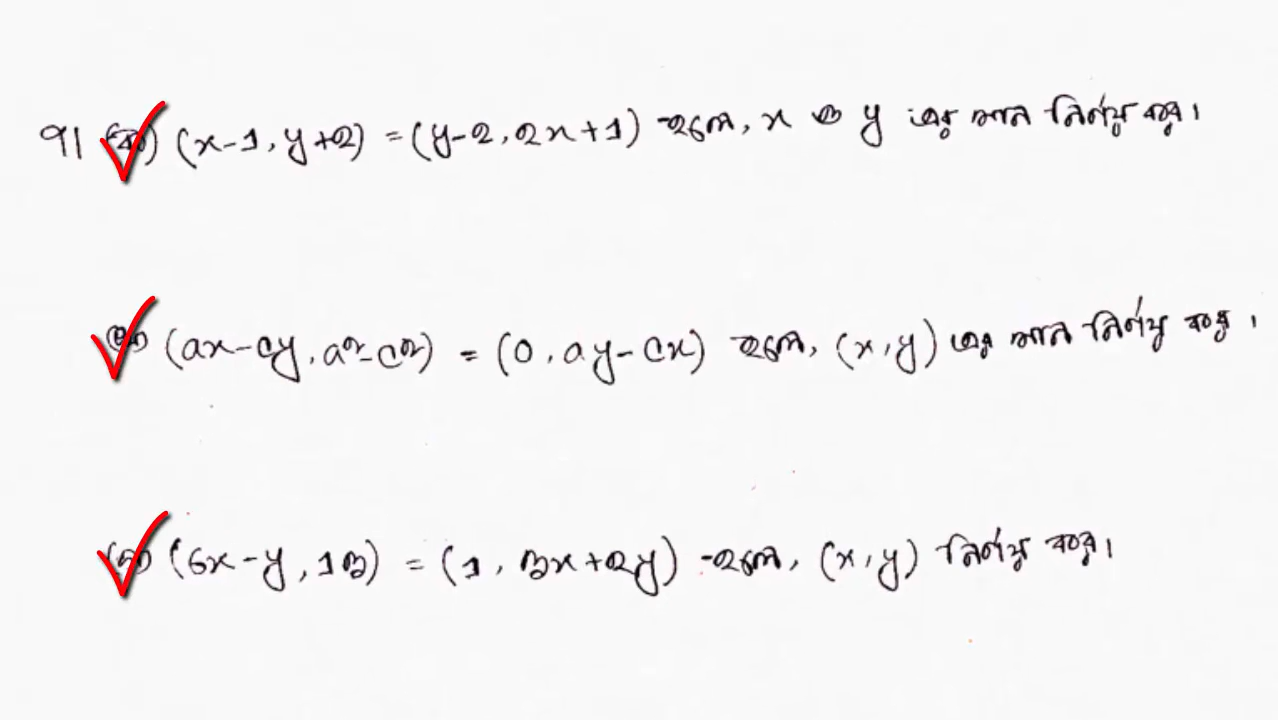 ৭। (ক) (x-1, y+2) = (y-2, 2x+1) হলে, x ও y এর মান নির্ণয় কর।
(খ) (ax-cy, a²-c²) = (0, ay-cx) হলে, (x,y) এর মান নির্ণয় কর।
(গ) (6x-y, 13) = (1, 3x+2y) হলে, (x,y) নির্ণয় কর।